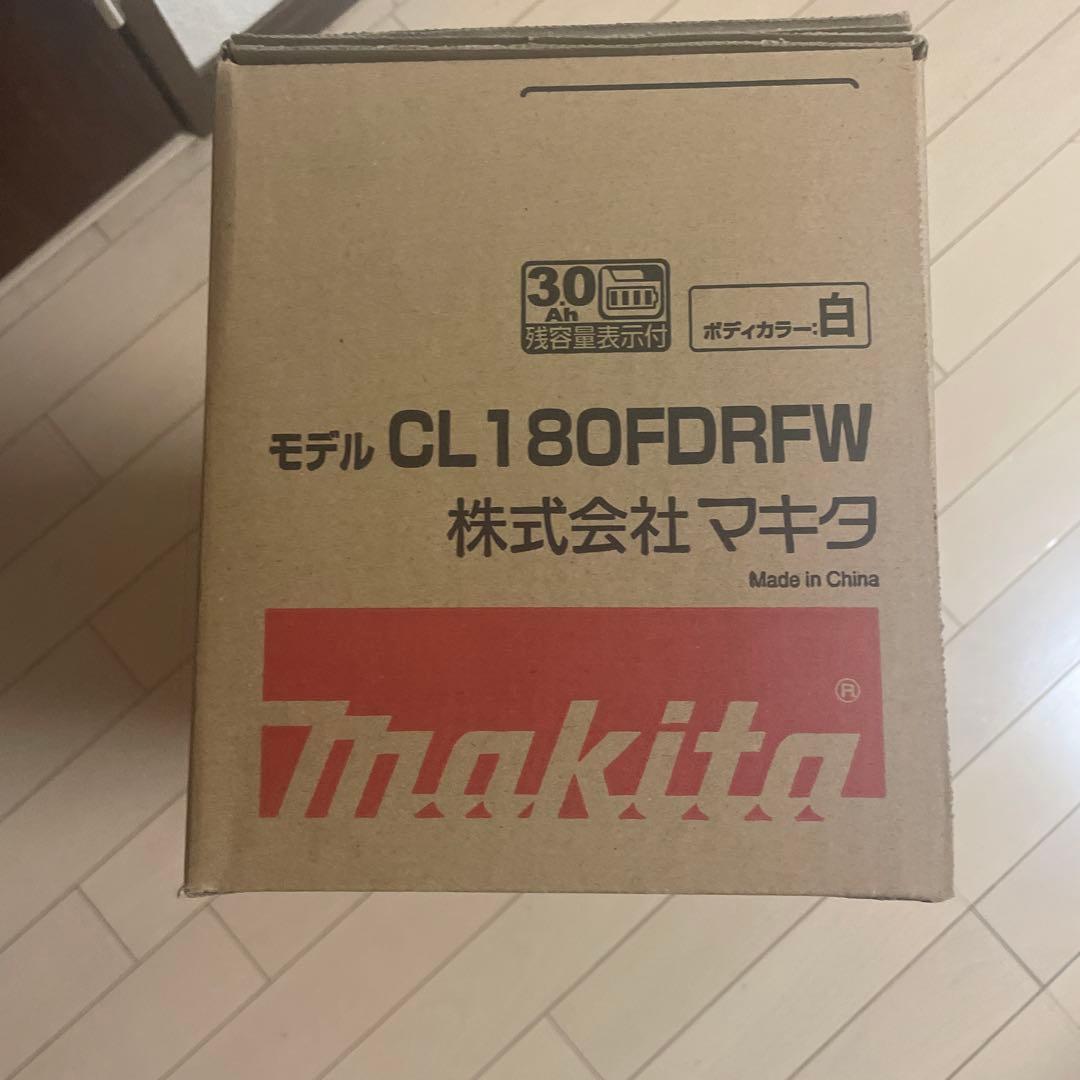 3.0
Ah
残容量表示付
ボディカラー:白
モデル CL180FDRFW
株式会社マキタ
Made in China
makita®